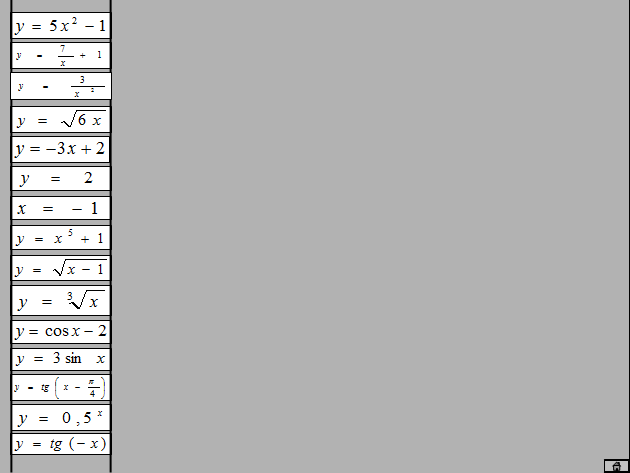 y = 5x² − 1
y = 7/x + 1
y = 3/x²
y = √(6x)
y = −3x + 2
y = 2
x = −1
y = x⁵ + 1
y = √(x − 1)
y = ∛x
y = cos x − 2
y = 3 sin x
y = tg (x − π/4)
y = 0,5ˣ
y = tg (− x)